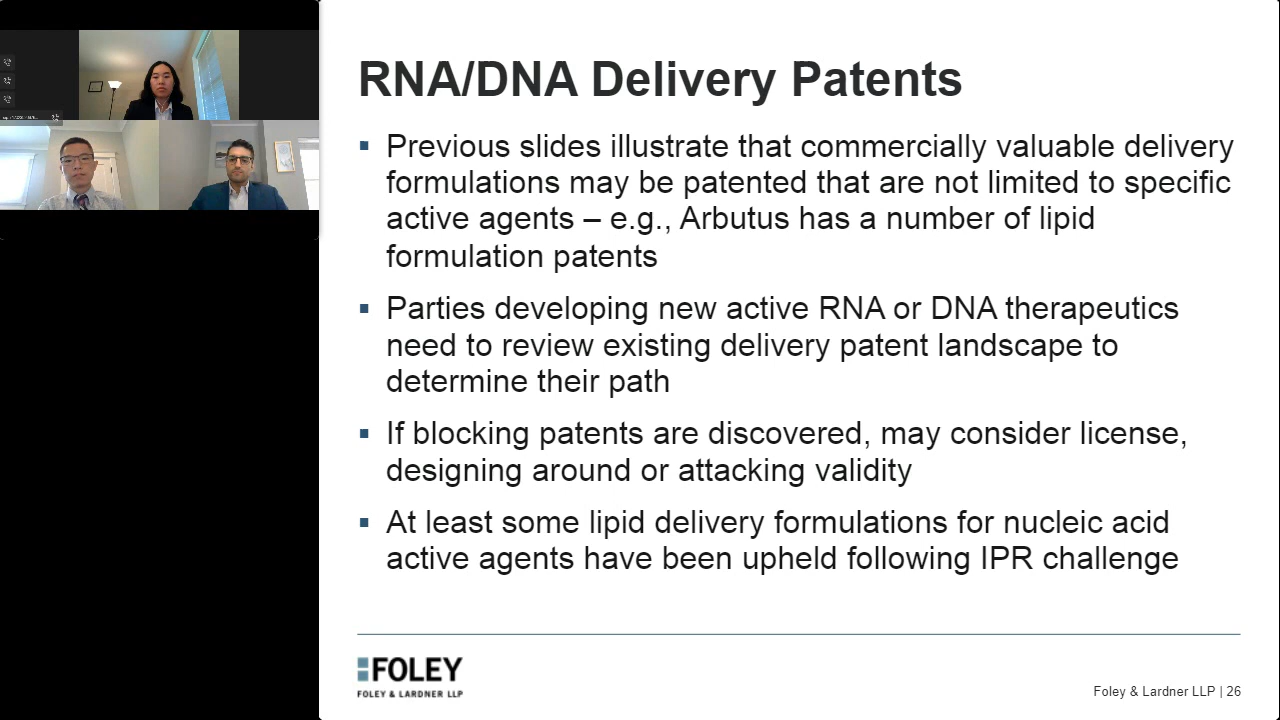 RNA/DNA Delivery Patents
▪ Previous slides illustrate that commercially valuable delivery
formulations may be patented that are not limited to specific
active agents – e.g., Arbutus has a number of lipid
formulation patents
▪ Parties developing new active RNA or DNA therapeutics
need to review existing delivery patent landscape to
determine their path
▪ If blocking patents are discovered, may consider license,
designing around or attacking validity
▪ At least some lipid delivery formulations for nucleic acid
active agents have been upheld following IPR challenge
FOLEY
FOLEY & LARDNER LLP
Foley & Lardner LLP | 26